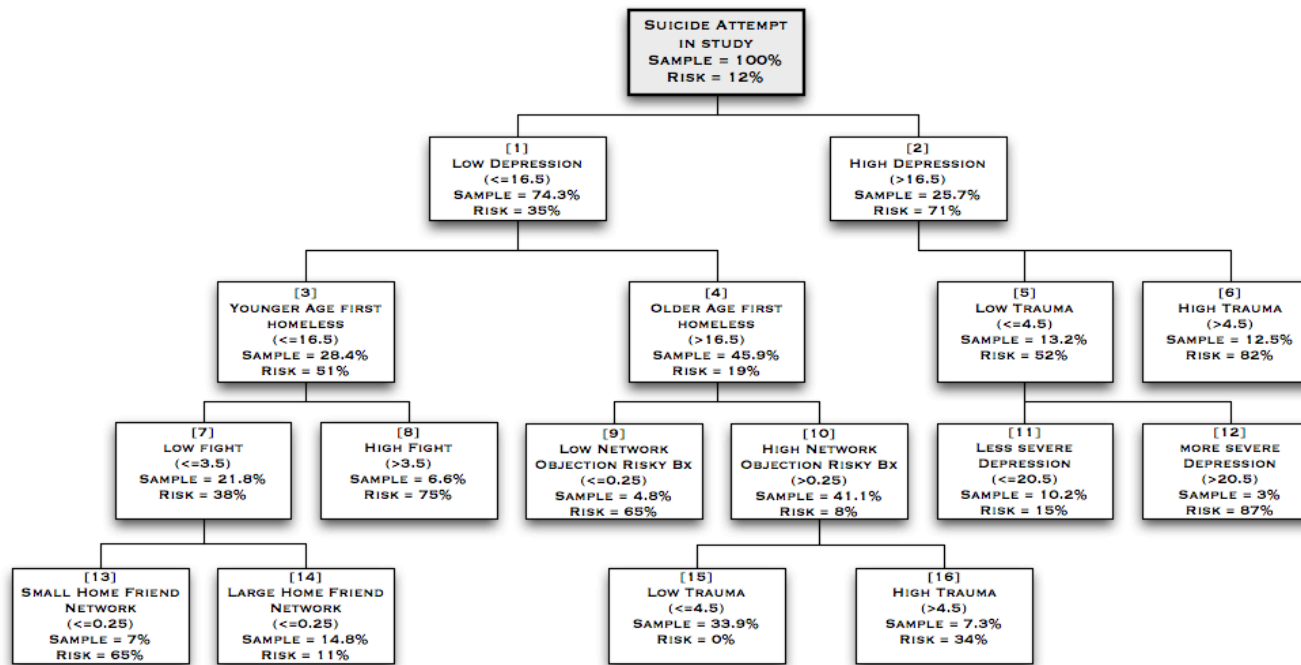 SUICIDE ATTEMPT
IN STUDY
SAMPLE = 100%
RISK = 12%
[1]
LOW DEPRESSION
(<=16.5)
SAMPLE = 74.3%
RISK = 35%
[2]
HIGH DEPRESSION
(>16.5)
SAMPLE = 25.7%
RISK = 71%
[3]
YOUNGER AGE FIRST
HOMELESS
(<=16.5)
SAMPLE = 28.4%
RISK = 51%
[4]
OLDER AGE FIRST
HOMELESS
(>16.5)
SAMPLE = 45.9%
RISK = 19%
[5]
LOW TRAUMA
(<=4.5)
SAMPLE = 13.2%
RISK = 52%
[6]
HIGH TRAUMA
(>4.5)
SAMPLE = 12.5%
RISK = 82%
[7]
LOW FIGHT
(<=3.5)
SAMPLE = 21.8%
RISK = 38%
[8]
HIGH FIGHT
(>3.5)
SAMPLE = 6.6%
RISK = 75%
[9]
LOW NETWORK
OBJECTION RISKY BX
(<=0.25)
SAMPLE = 4.8%
RISK = 65%
[10]
HIGH NETWORK
OBJECTION RISKY BX
(>0.25)
SAMPLE = 41.1%
RISK = 8%
[11]
LESS SEVERE
DEPRESSION
(<=20.5)
SAMPLE = 10.2%
RISK = 15%
[12]
MORE SEVERE
DEPRESSION
(>20.5)
SAMPLE = 3%
RISK = 87%
[13]
SMALL HOME FRIEND
NETWORK
(<=0.25)
SAMPLE = 7%
RISK = 65%
[14]
LARGE HOME FRIEND
NETWORK
(<=0.25)
SAMPLE = 14.8%
RISK = 11%
[15]
LOW TRAUMA
(<=4.5)
SAMPLE = 33.9%
RISK = 0%
[16]
HIGH TRAUMA
(>4.5)
SAMPLE = 7.3%
RISK = 34%